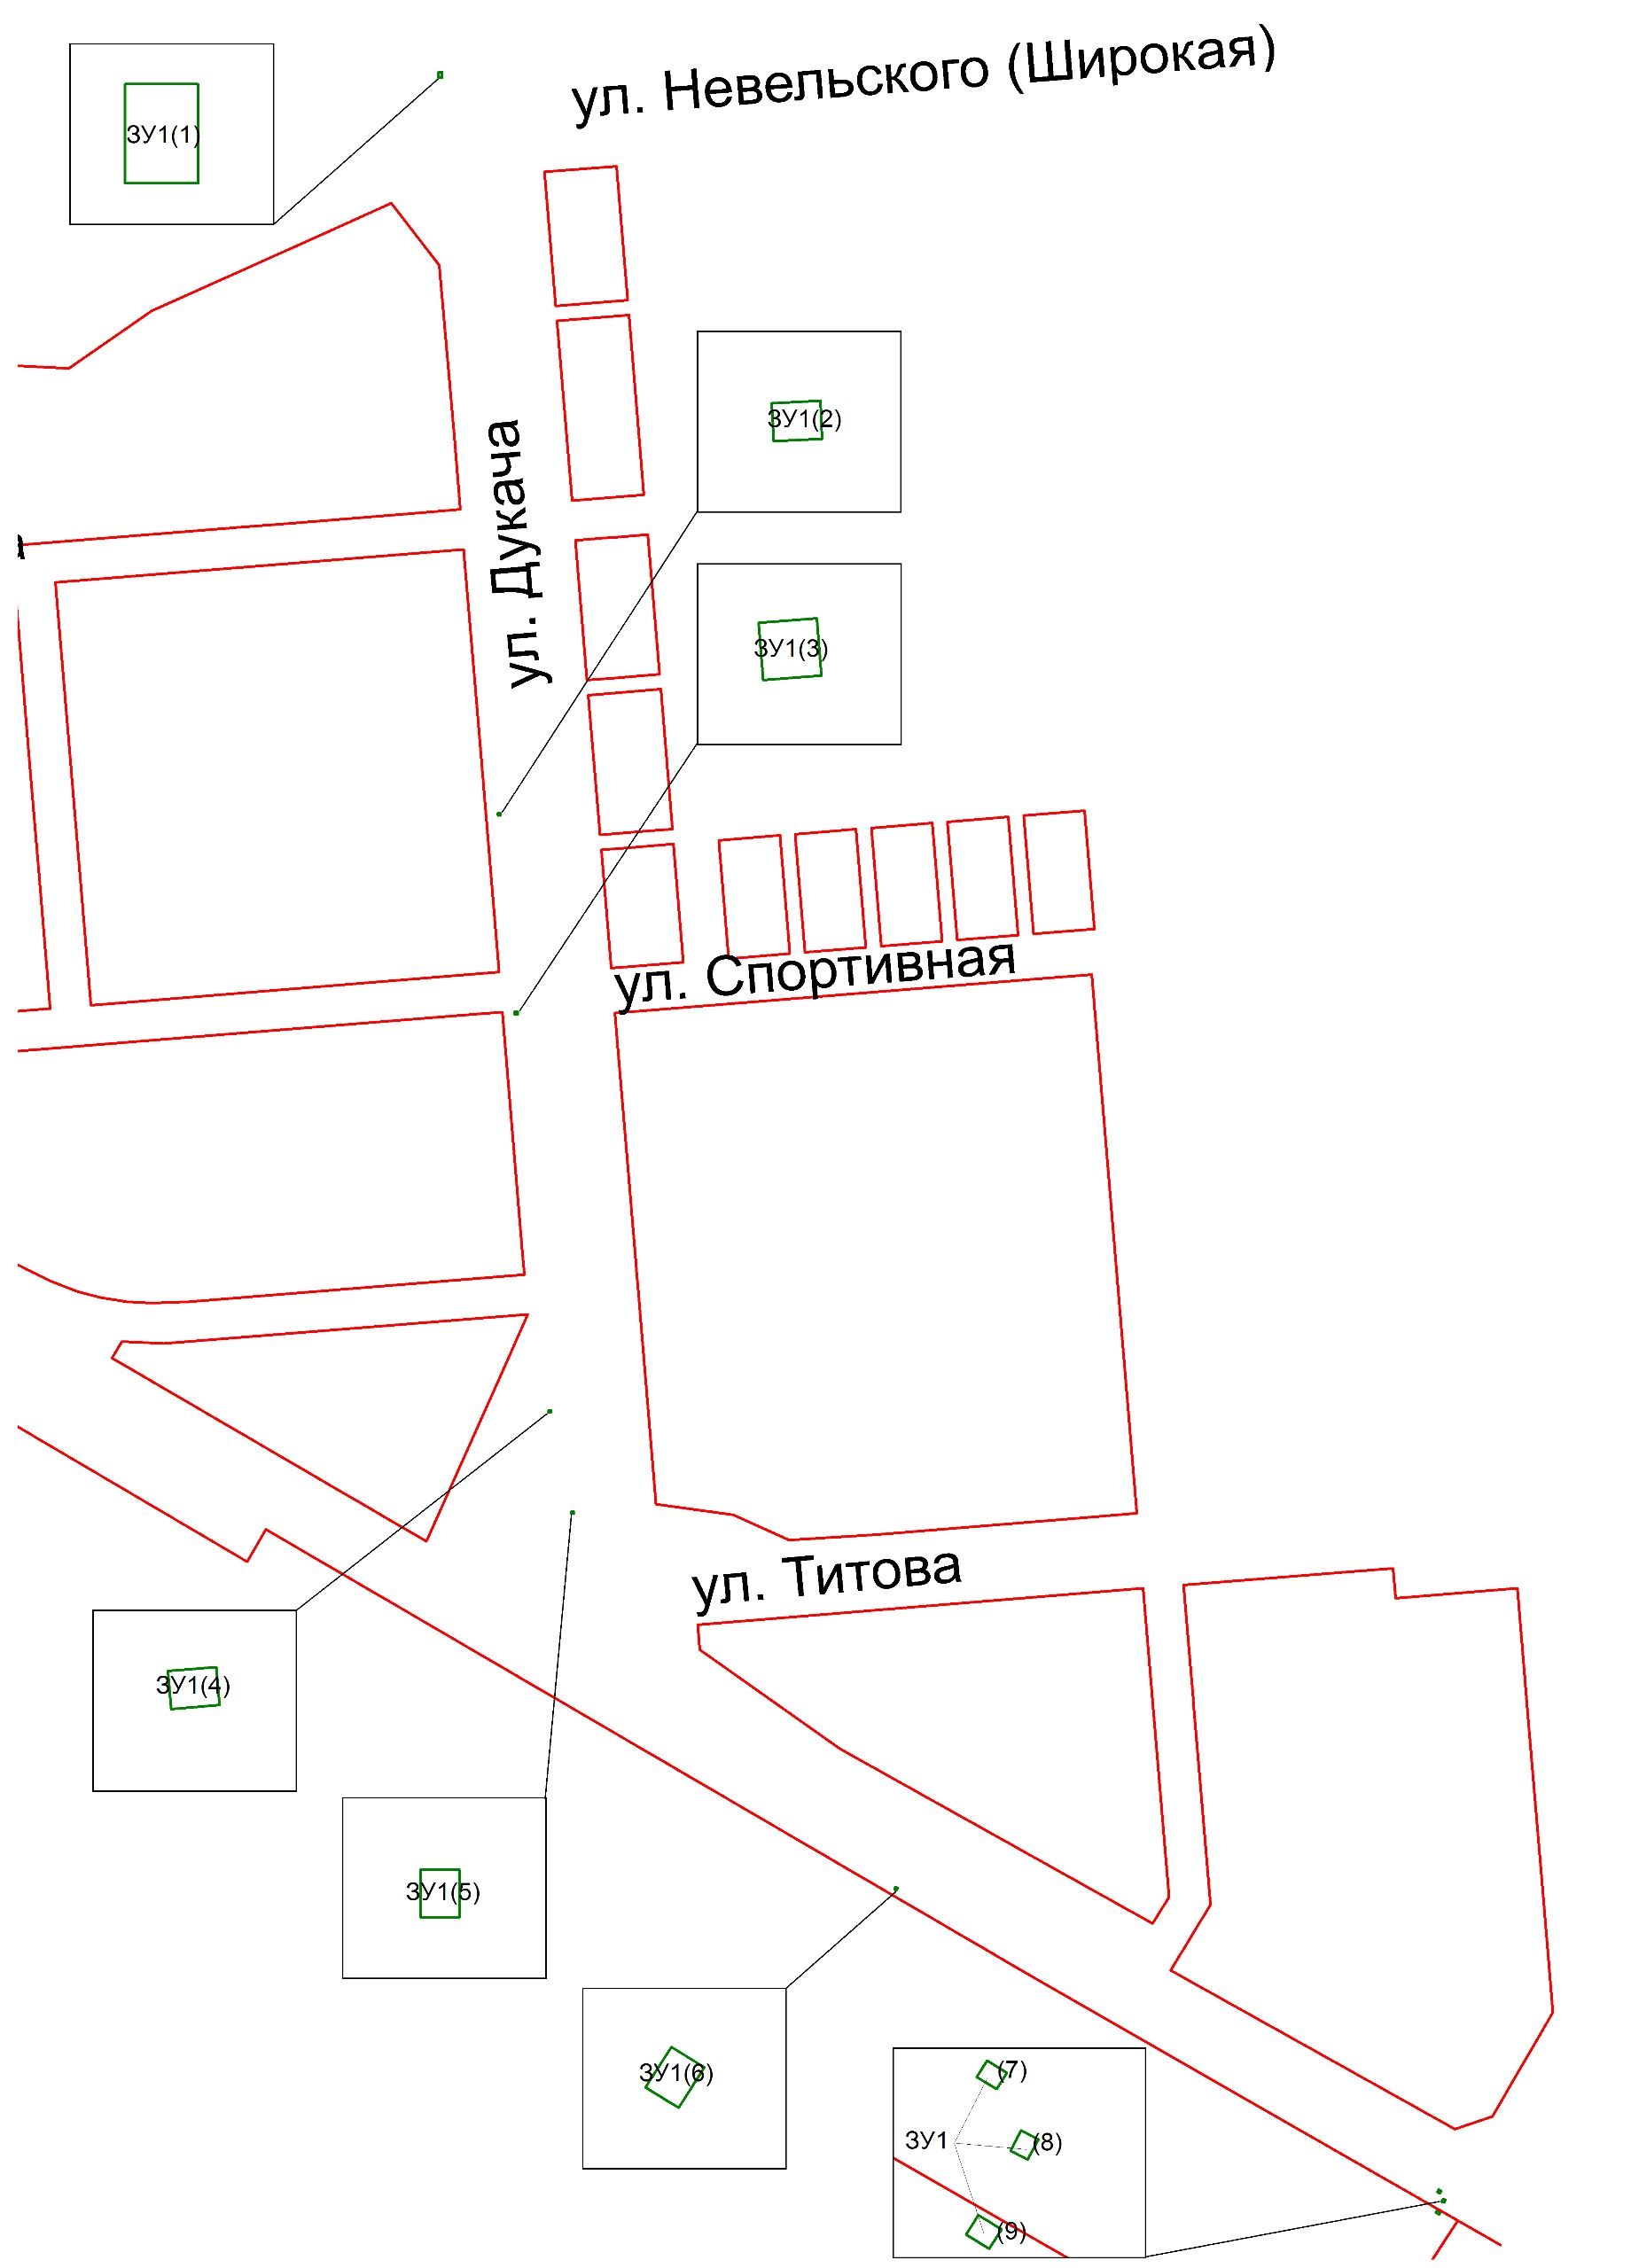 ул. Невельского (Широкая)
ЗУ1(1)
ЗУ1(2)
ул. Дукача
ЗУ1(3)
ул. Спортивная
ул. Титова
ЗУ1(4)
ЗУ1(5)
ЗУ1(6)
(7)
ЗУ1
(8)
(9)